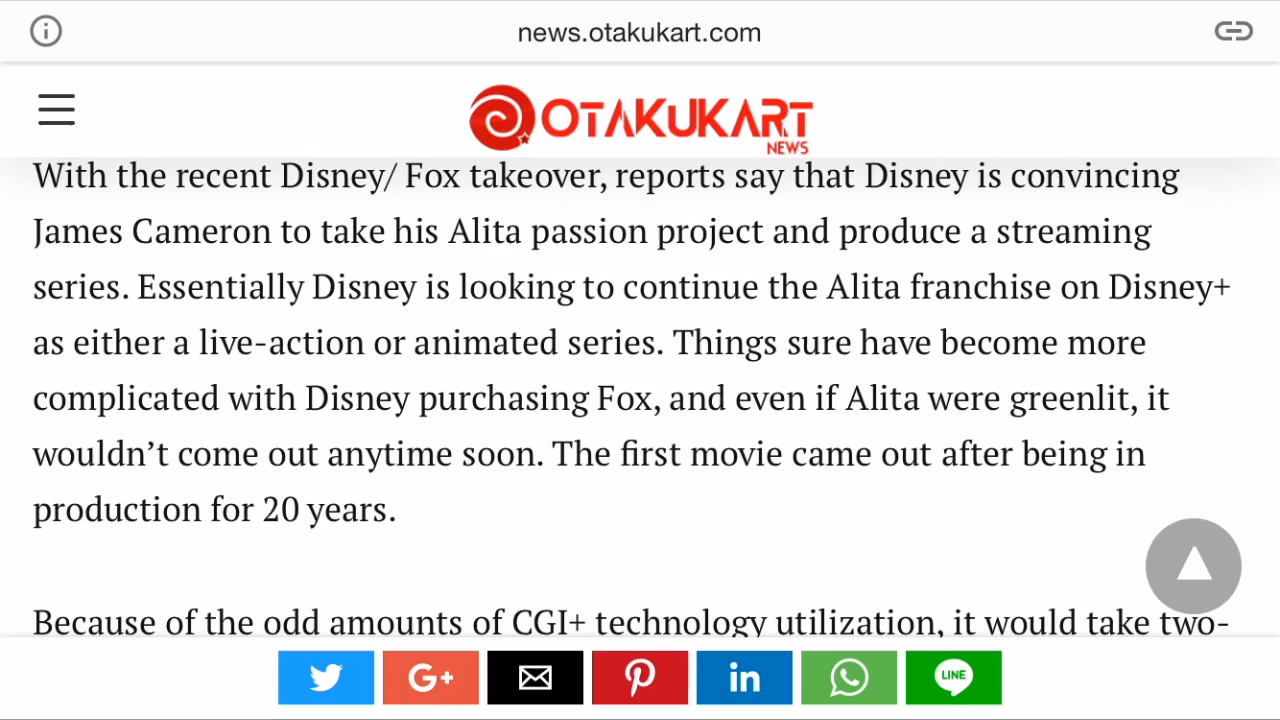 news.otakukart.com
OTAKUKART
NEWS
With the recent Disney/ Fox takeover, reports say that Disney is convincing
James Cameron to take his Alita passion project and produce a streaming
series. Essentially Disney is looking to continue the Alita franchise on Disney+
as either a live-action or animated series. Things sure have become more
complicated with Disney purchasing Fox, and even if Alita were greenlit, it
wouldn’t come out anytime soon. The first movie came out after being in
production for 20 years.
Because of the odd amounts of CGI+ technology utilization, it would take two-
G+
in
LINE